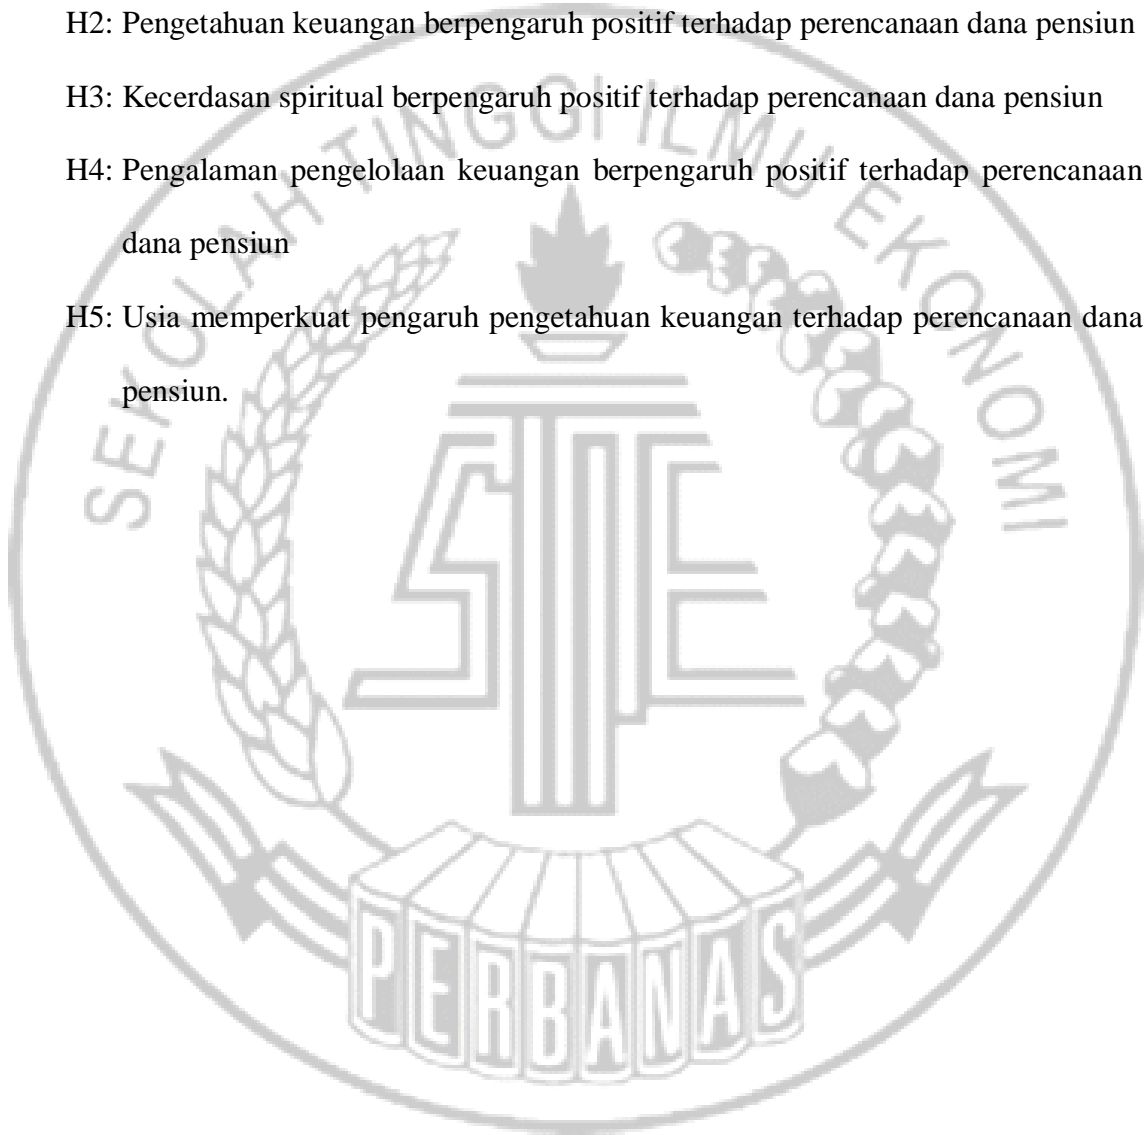 H2: Pengetahuan keuangan berpengaruh positif terhadap perencanaan dana pensiun
H3: Kecerdasan spiritual berpengaruh positif terhadap perencanaan dana pensiun
H4: Pengalaman pengelolaan keuangan berpengaruh positif terhadap perencanaan
dana pensiun
H5: Usia memperkuat pengaruh pengetahuan keuangan terhadap perencanaan dana
pensiun.
SEKOLAH TINGGI ILMU EKONOMI
STIE
PERBANAS